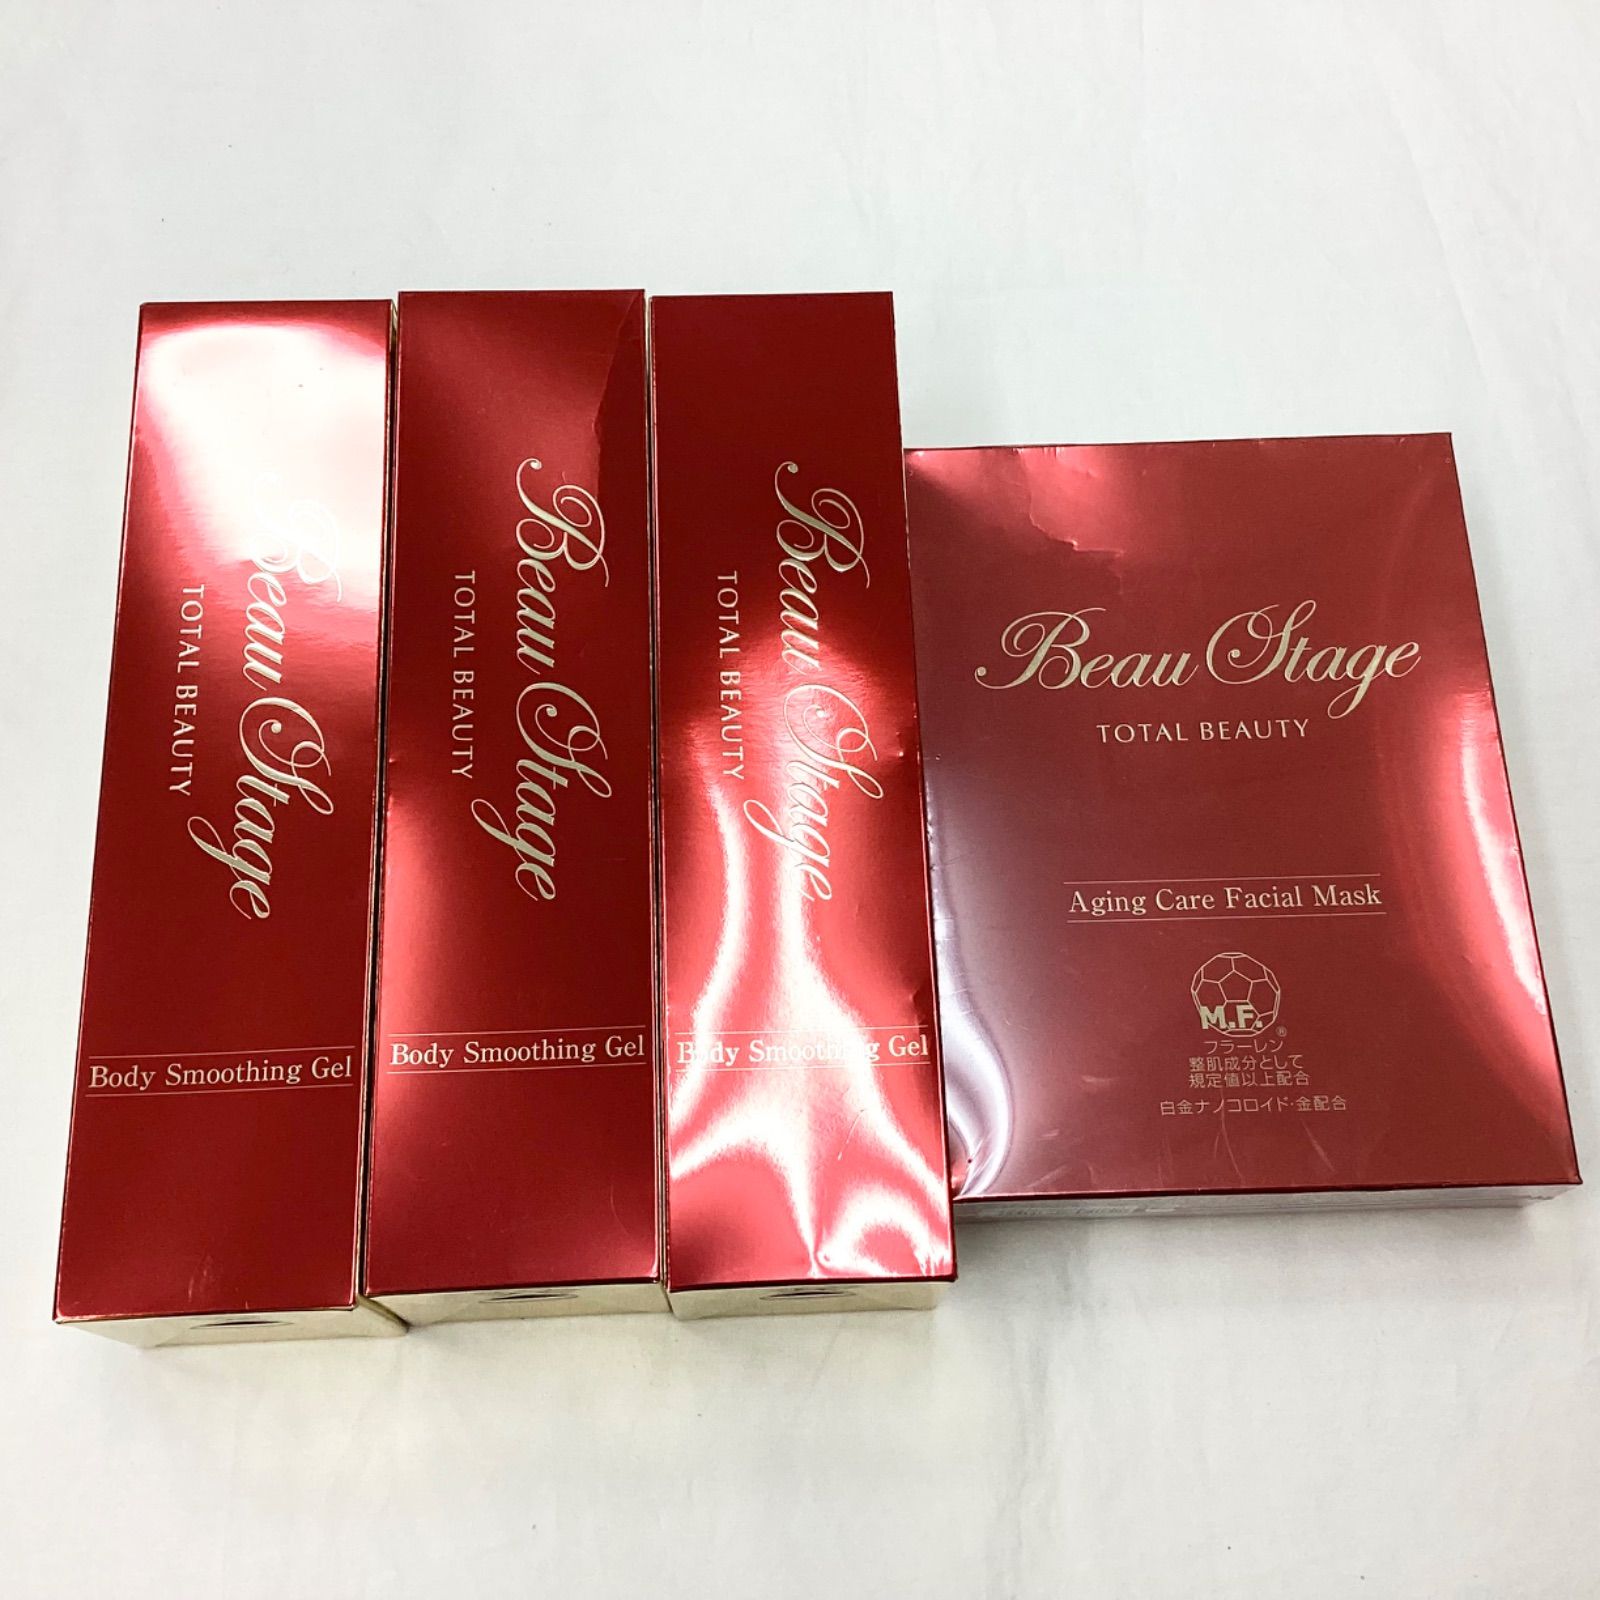 Beau Stage
TOTAL BEAUTY
Body Smoothing Gel
Beau Stage
TOTAL BEAUTY
Body Smoothing Gel
Beau Stage
TOTAL BEAUTY
Body Smoothing Gel
Beau Stage
TOTAL BEAUTY
Aging Care Facial Mask
M.F.®
フラーレン
整肌成分として
規定値以上配合
白金ナノコロイド・金配合